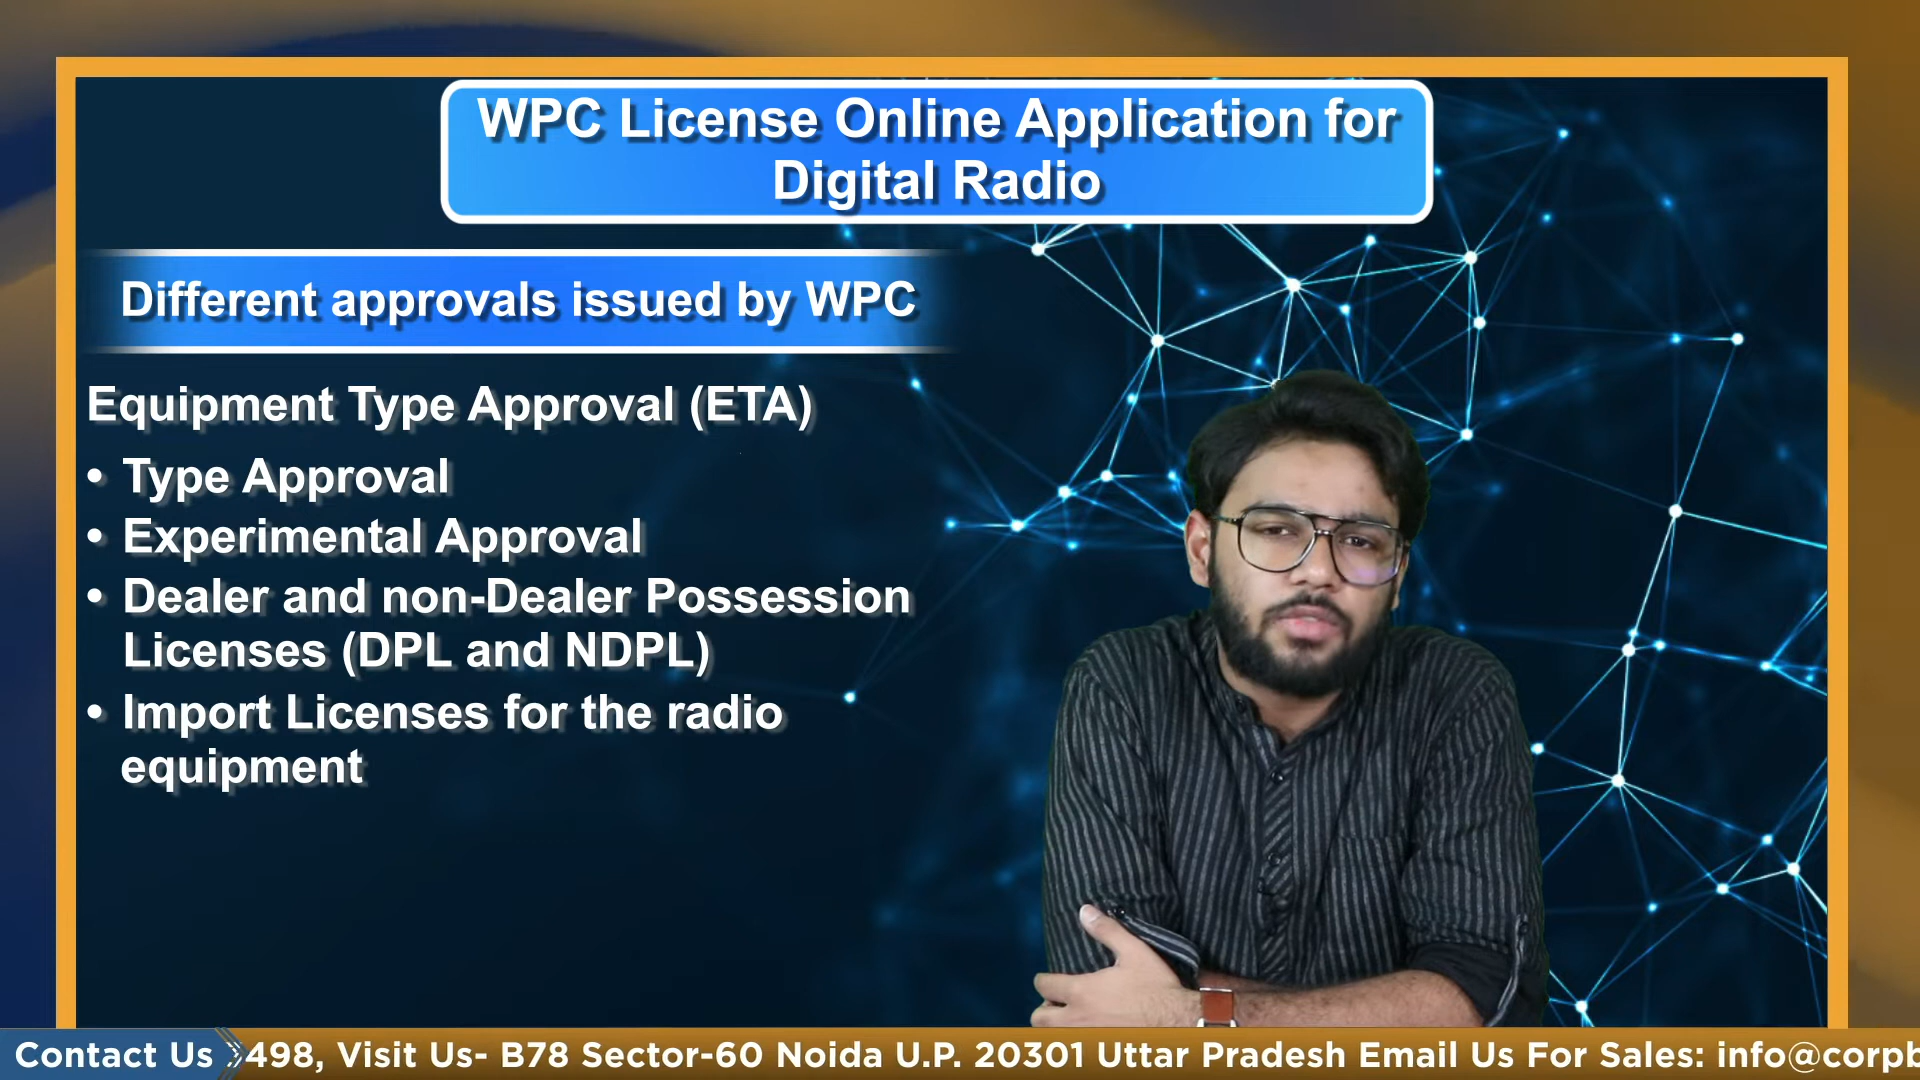 WPC License Online Application for
Digital Radio
Different approvals issued by WPC
Equipment Type Approval (ETA)
• Type Approval
• Experimental Approval
• Dealer and non-Dealer Possession
Licenses (DPL and NDPL)
• Import Licenses for the radio
equipment
Contact Us 498, Visit Us- B78 Sector-60 Noida U.P. 20301 Uttar Pradesh Email Us For Sales: info@corpb